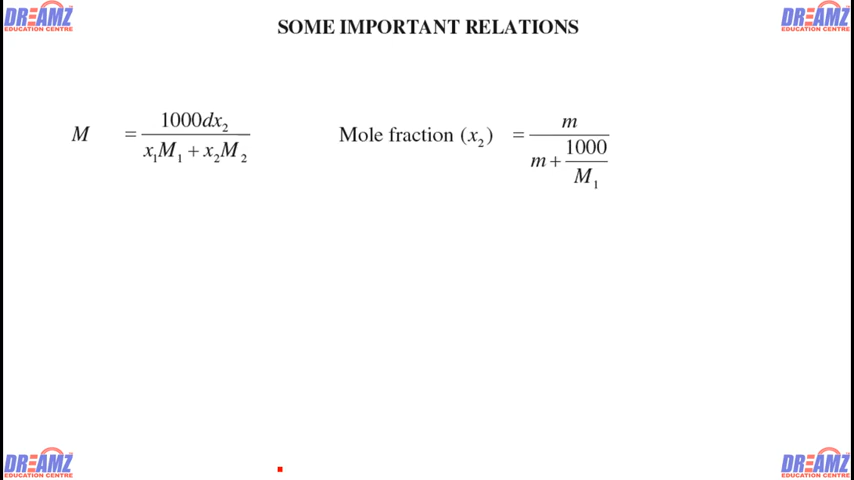 DREAMZ
EDUCATION CENTRE
SOME IMPORTANT RELATIONS
DREAMZ
EDUCATION CENTRE
M = 1000dx₂ / (x₁M₁ + x₂M₂)
Mole fraction (x₂) = m / (m + 1000/M₁)
DREAMZ
EDUCATION CENTRE
DREAMZ
EDUCATION CENTRE